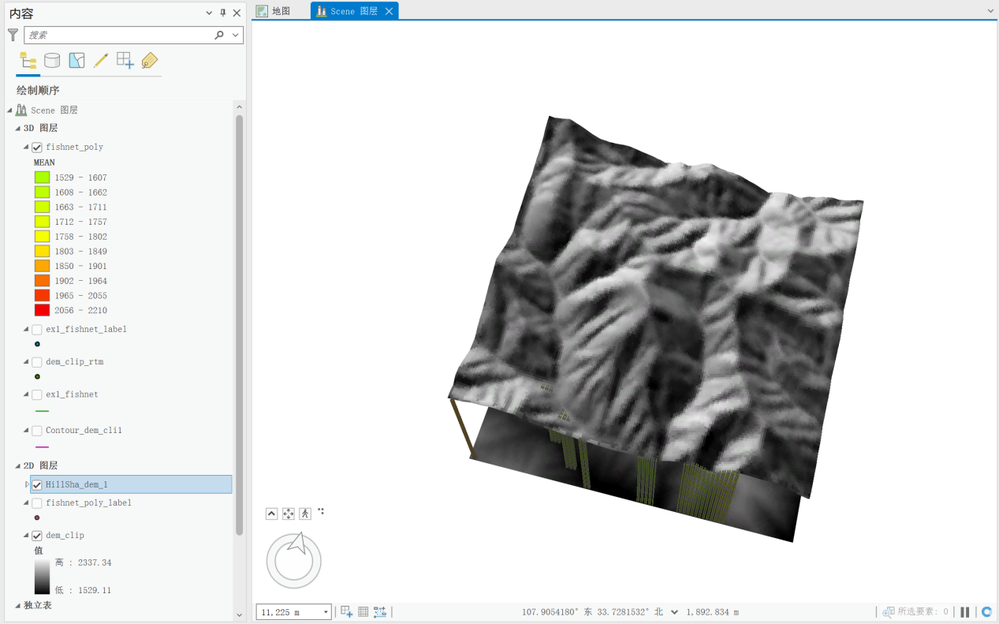 内容
地图
Scene 图层
搜索
绘制顺序
Scene 图层
3D 图层
fishnet_poly
MEAN
1529 - 1607
1608 - 1662
1663 - 1711
1712 - 1757
1758 - 1802
1803 - 1849
1850 - 1901
1902 - 1964
1965 - 2055
2056 - 2210
ex1_fishnet_label
dem_clip_rtm
ex1_fishnet
Contour_dem_cli1
2D 图层
HillSha_dem_1
fishnet_poly_label
dem_clip
值
高 : 2337.34
低 : 1529.11
独立表
11,225 m
107.9054180° 东 33.7281532° 北
1,892.834 m
所选要素: 0